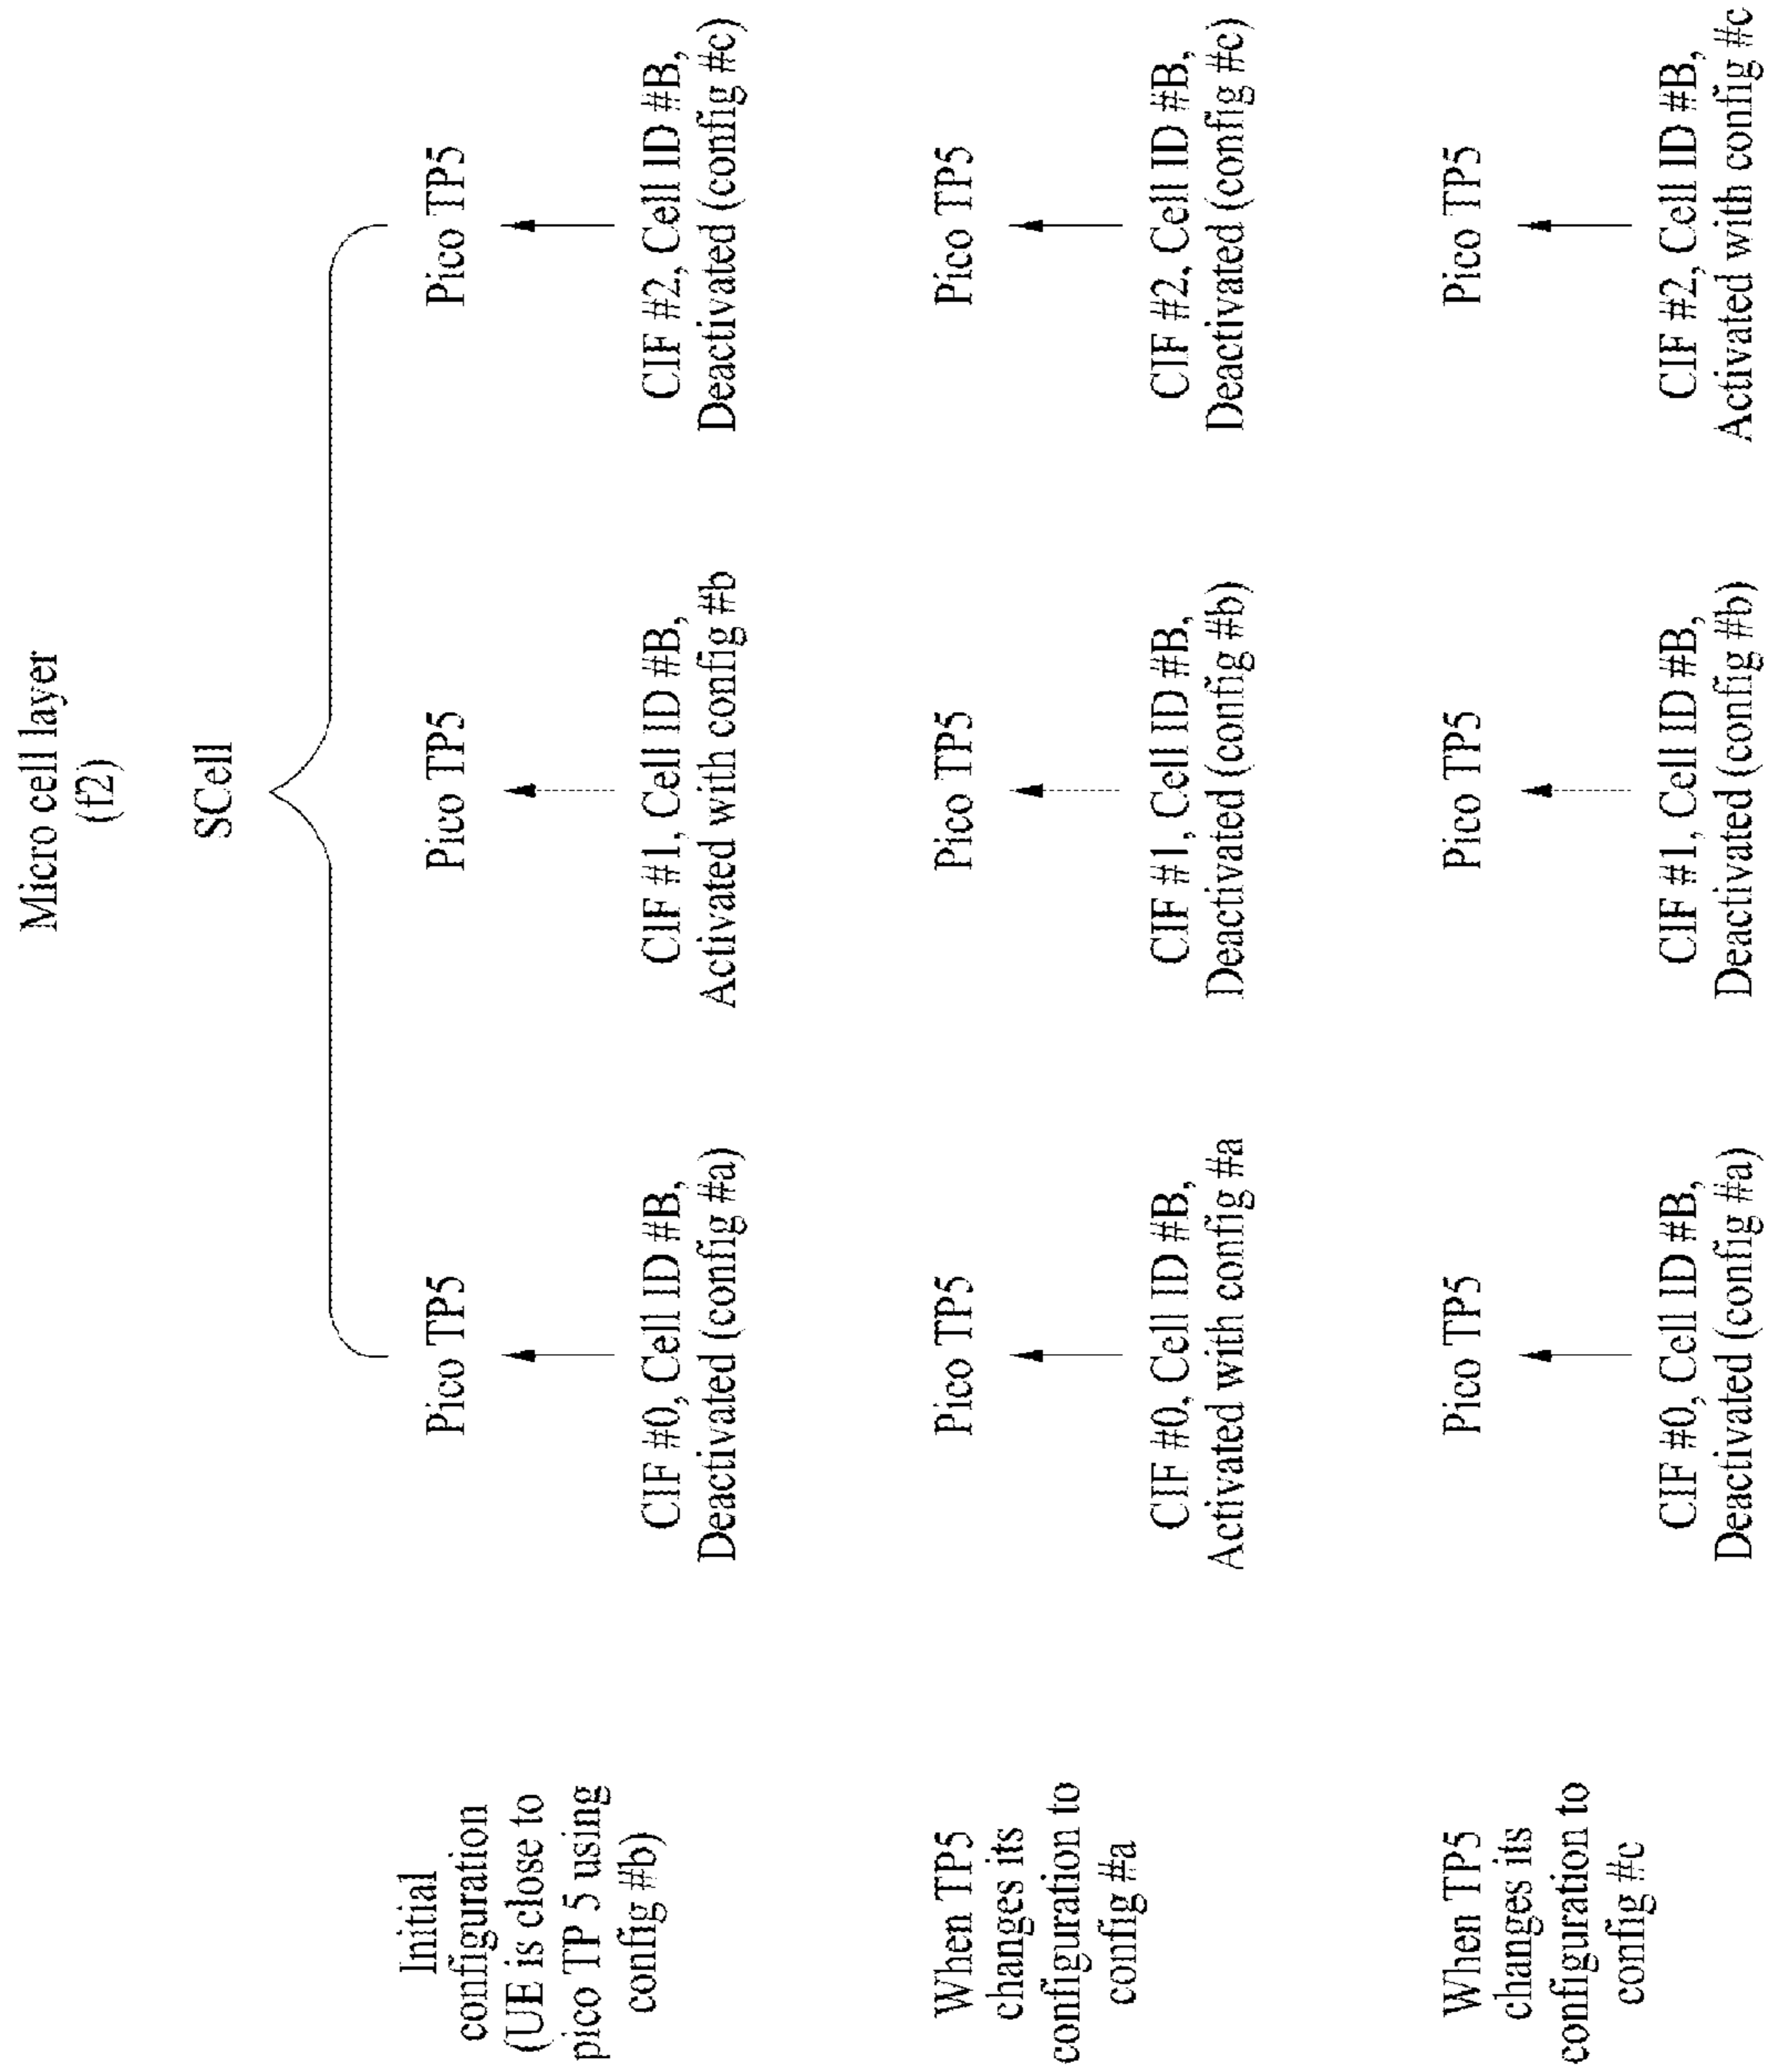 Micro cell layer
(f2)
SCell
Initial
configuration
(UE is close to
pico TP 5 using
config #b)
Pico TP5
CIF #0, Cell ID #B,
Deactivated (config #a)
Pico TP5
CIF #1, Cell ID #B,
Activated with config #b
Pico TP5
CIF #2, Cell ID #B,
Deactivated (config #c)
When TP5
changes its
configuration to
config #a
Pico TP5
CIF #0, Cell ID #B,
Activated with config #a
Pico TP5
CIF #1, Cell ID #B,
Deactivated (config #b)
Pico TP5
CIF #2, Cell ID #B,
Deactivated (config #c)
When TP5
changes its
configuration to
config #c
Pico TP5
CIF #0, Cell ID #B,
Deactivated (config #a)
Pico TP5
CIF #1, Cell ID #B,
Deactivated (config #b)
Pico TP5
CIF #2, Cell ID #B,
Activated with config #c